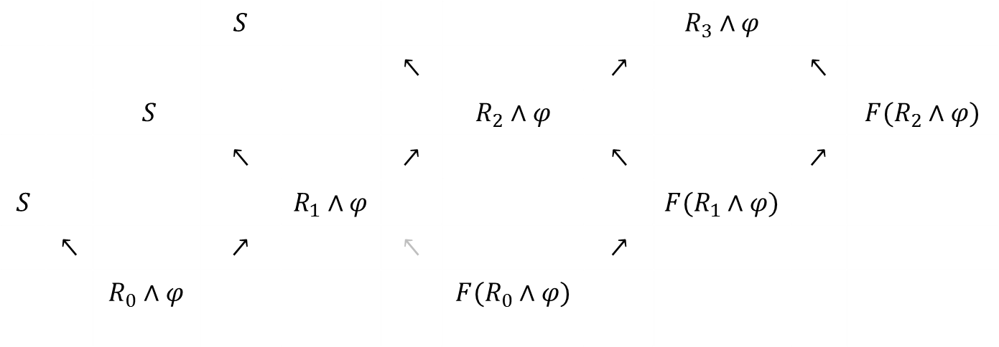 S R₃ ∧ φ
↖ ↗ ↖
S R₂ ∧ φ F(R₂ ∧ φ)
↖ ↗ ↖ ↗
S R₁ ∧ φ F(R₁ ∧ φ)
↖ ↗ ↖ ↗
R₀ ∧ φ F(R₀ ∧ φ)